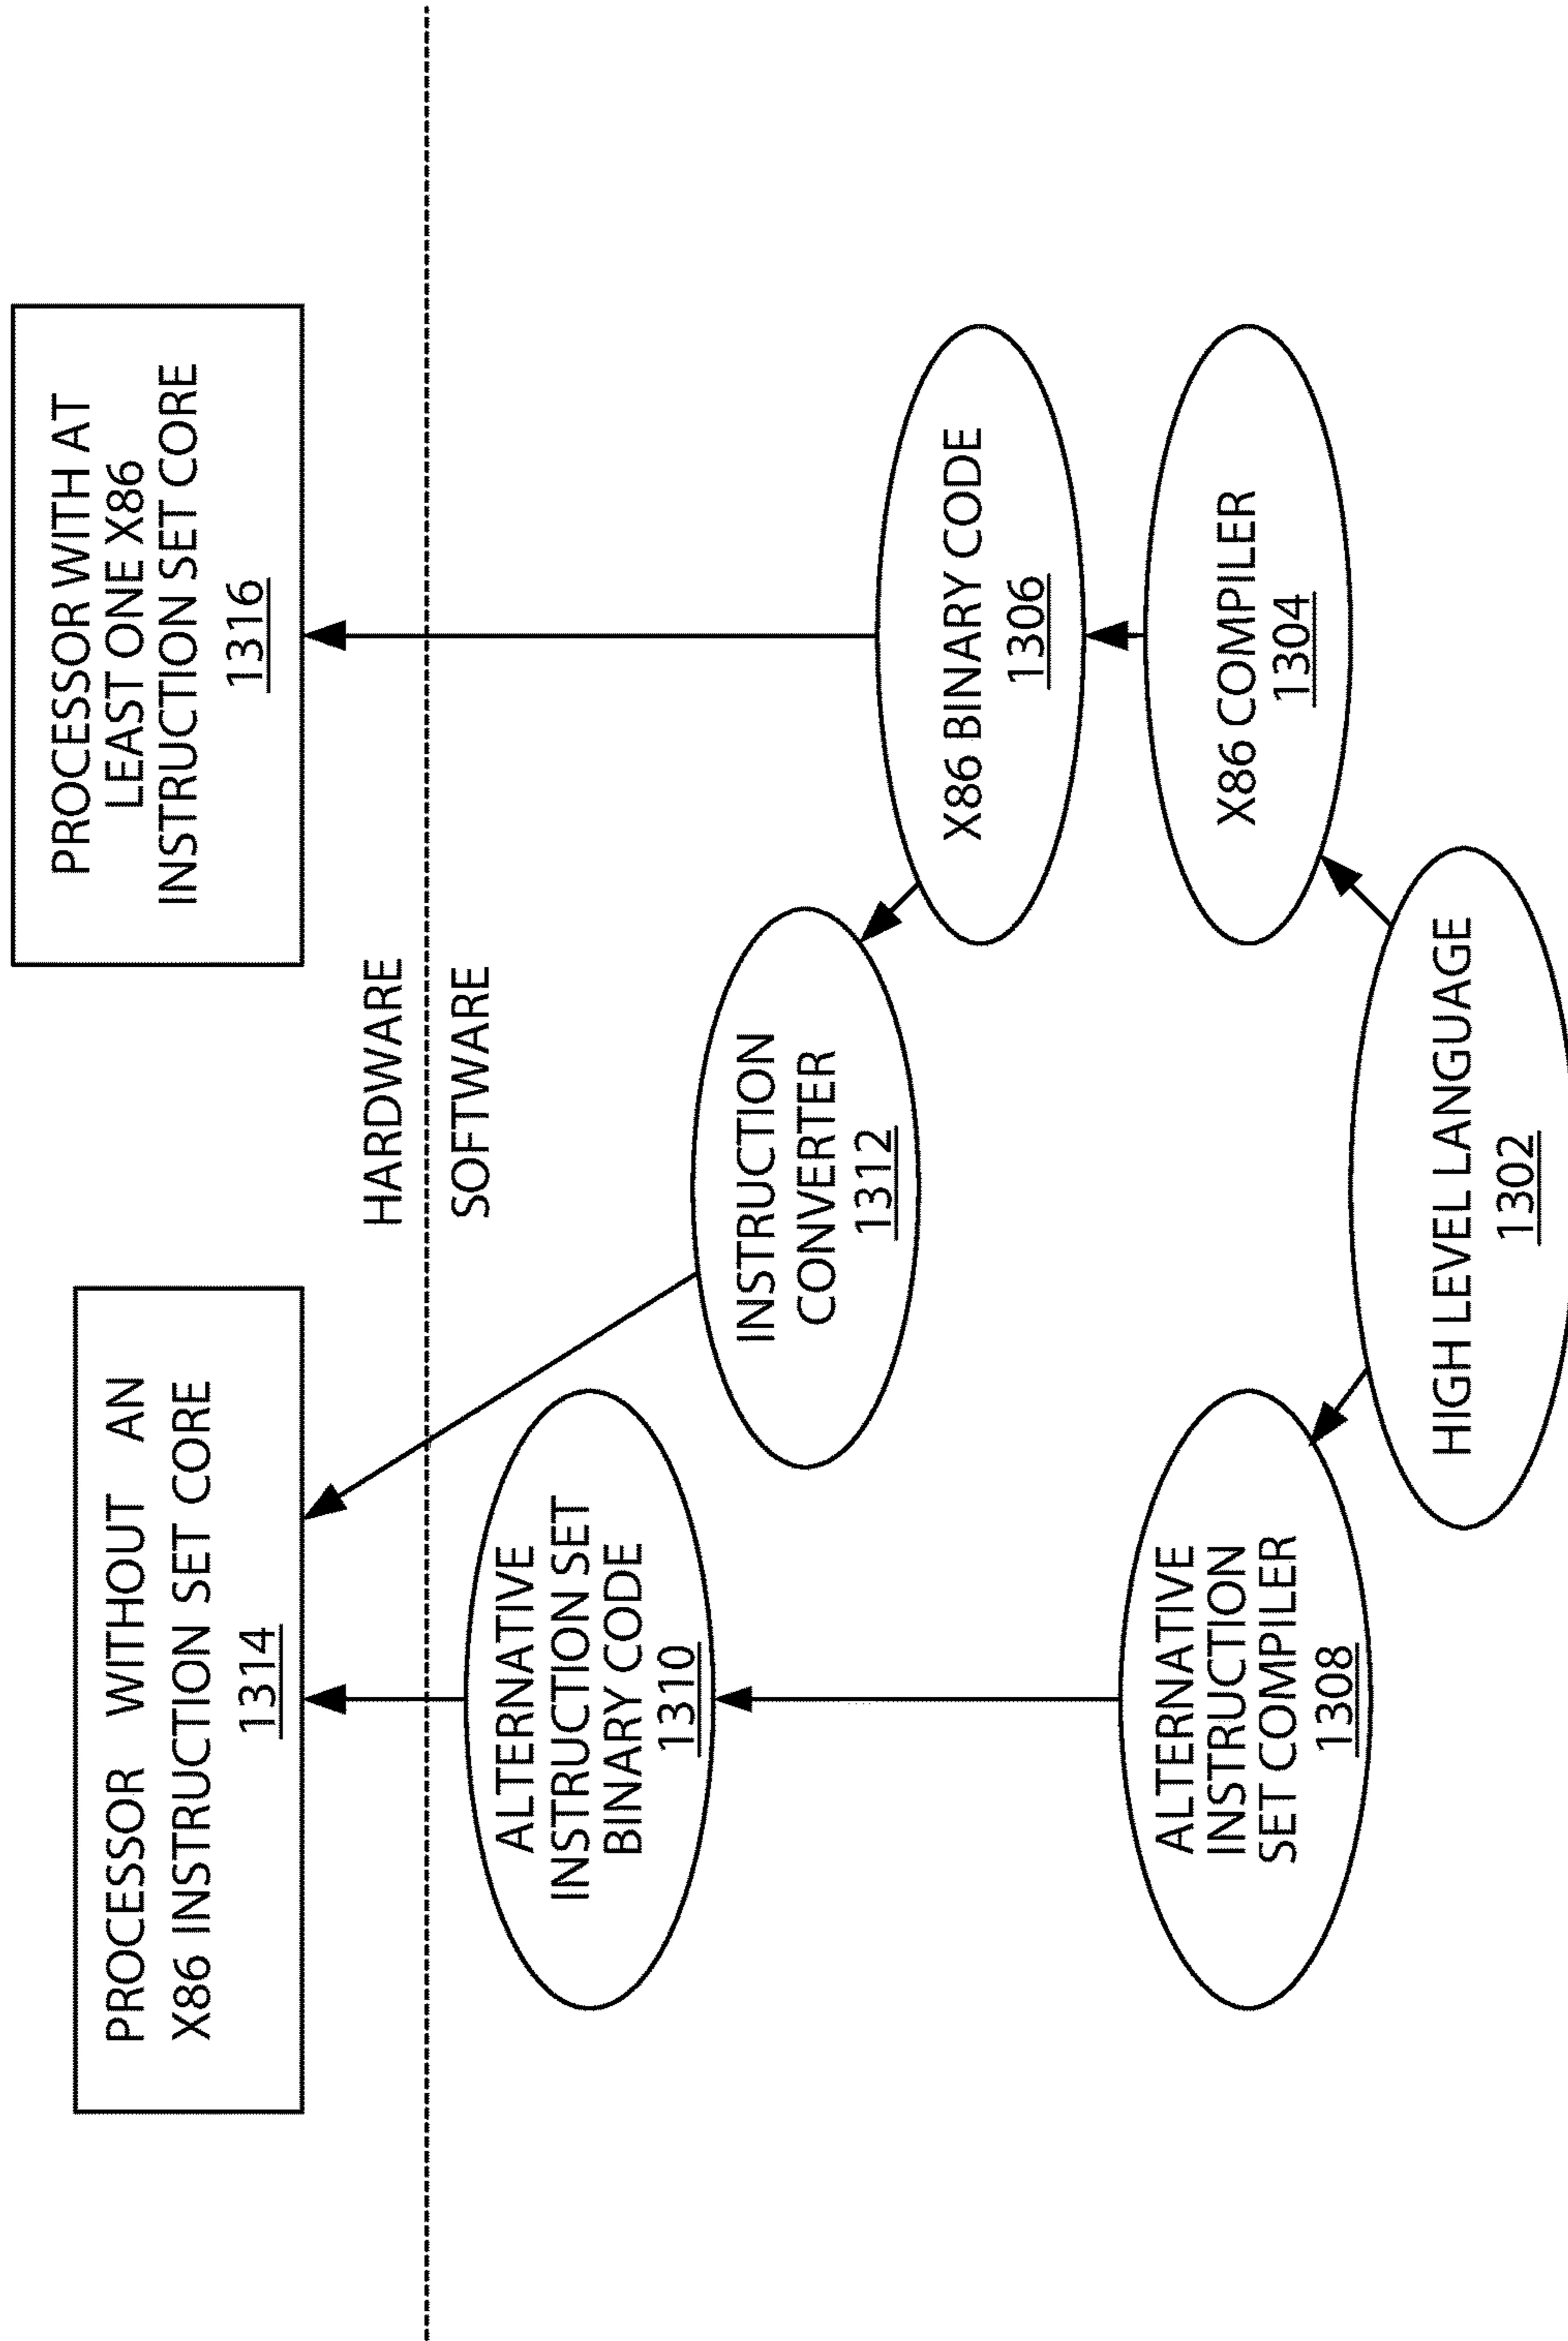 PROCESSOR WITHOUT AN
X86 INSTRUCTION SET CORE
1314
PROCESSOR WITH AT
LEAST ONE X86
INSTRUCTION SET CORE
1316
HARDWARE
SOFTWARE
ALTERNATIVE
INSTRUCTION SET
BINARY CODE
1310
INSTRUCTION
CONVERTER
1312
X86 BINARY CODE
1306
ALTERNATIVE
INSTRUCTION
SET COMPILER
1308
X86 COMPILER
1304
HIGH LEVEL LANGUAGE
1302